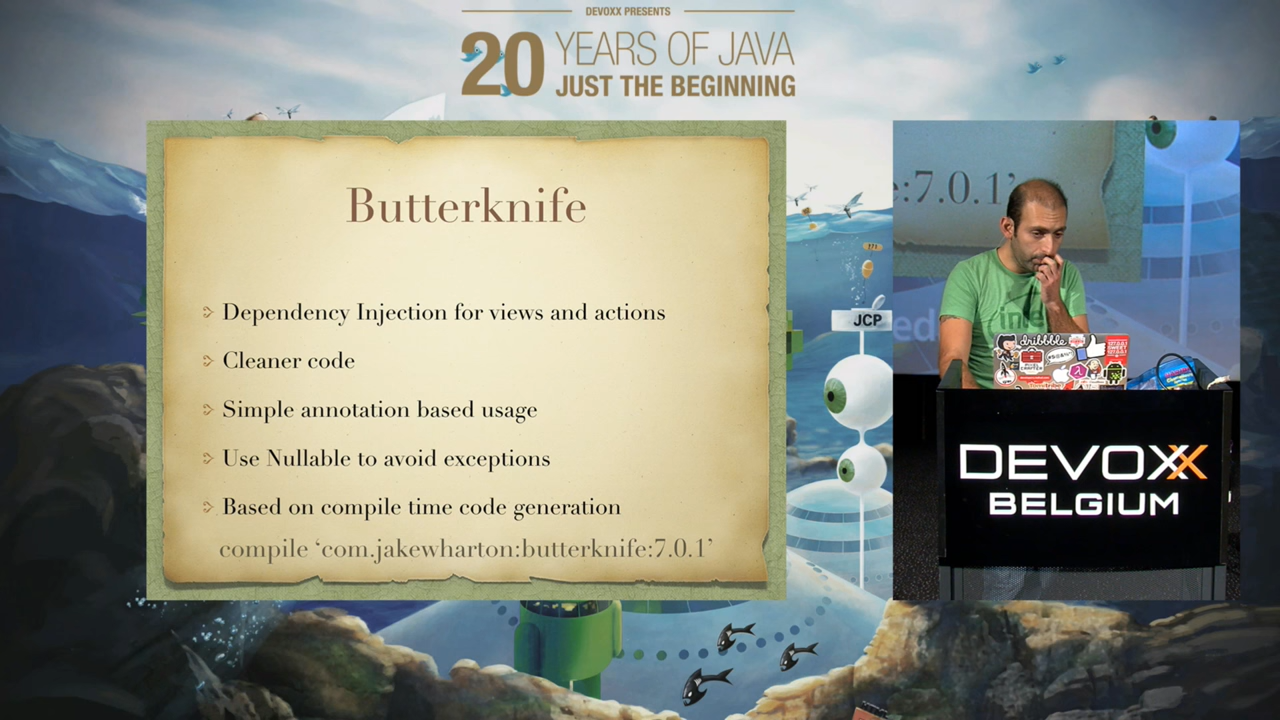 DEVOXX PRESENTS
20 YEARS OF JAVA
JUST THE BEGINNING
Butterknife
Dependency Injection for views and actions
Cleaner code
Simple annotation based usage
Use Nullable to avoid exceptions
Based on compile time code generation
compile ‘com.jakewharton:butterknife:7.0.1’
JCP
e:7.0.1’
ed
inte
dribbble
DEVOXX
BELGIUM